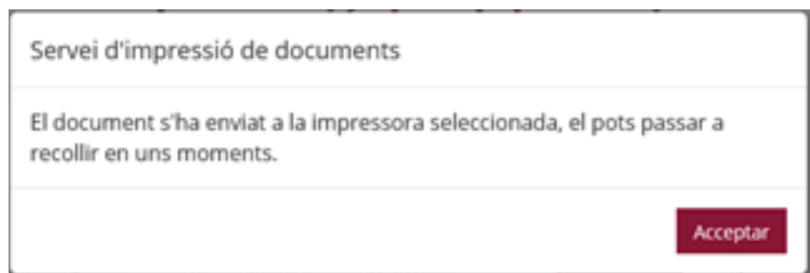 Servei d'impressió de documents
El document s'ha enviat a la impressora seleccionada, el pots passar a
recollir en uns moments.
Acceptar